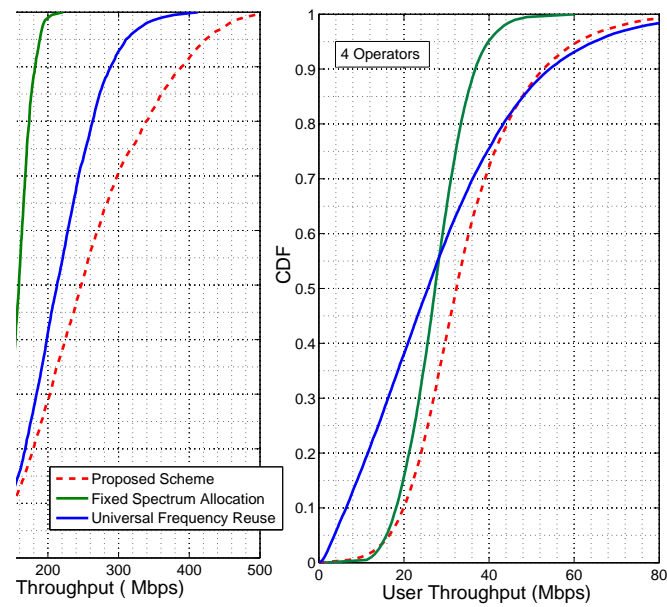 Proposed Scheme
Fixed Spectrum Allocation
Universal Frequency Reuse
200 300 400 500
Throughput ( Mbps)
4 Operators
1
0.9
0.8
0.7
0.6
0.5
0.4
0.3
0.2
0.1
0
CDF
0 20 40 60 80
User Throughput (Mbps)